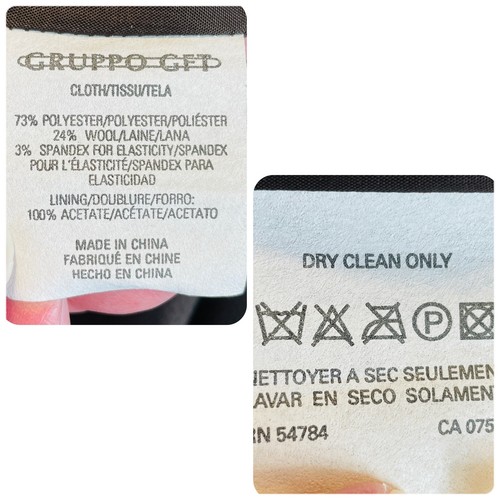 GRUPPO GFT
CLOTH/TISSU/TELA
73% POLYESTER/POLYESTER/POLIÉSTER
24% WOOL/LAINE/LANA
3% SPANDEX FOR ELASTICITY/SPANDEX
POUR L'ÉLASTICITÉ/SPANDEX PARA
ELASTICIDAD
LINING/DOUBLURE/FORRO:
100% ACETATE/ACÉTATE/ACETATO
MADE IN CHINA
FABRIQUÉ EN CHINE
HECHO EN CHINA
DRY CLEAN ONLY
P
NETTOYER A SEC SEULEMEN
LAVAR EN SECO SOLAMEN
RN 54784 CA 075